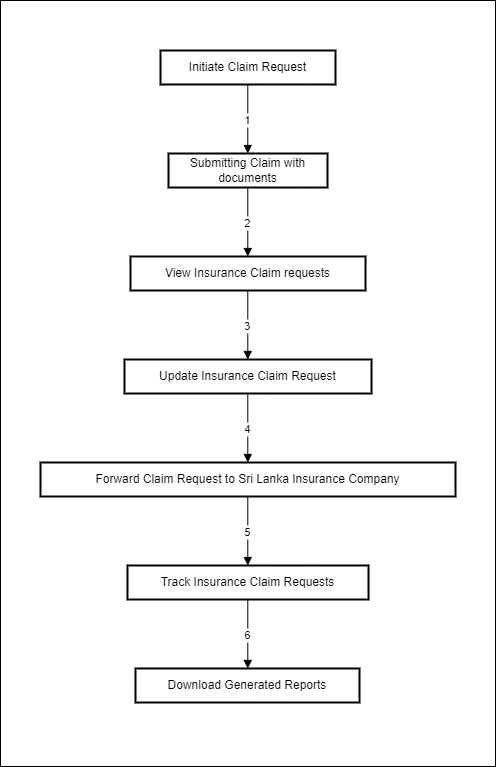 Initiate Claim Request
1
Submitting Claim with
documents
2
View Insurance Claim requests
3
Update Insurance Claim Request
4
Forward Claim Request to Sri Lanka Insurance Company
5
Track Insurance Claim Requests
6
Download Generated Reports